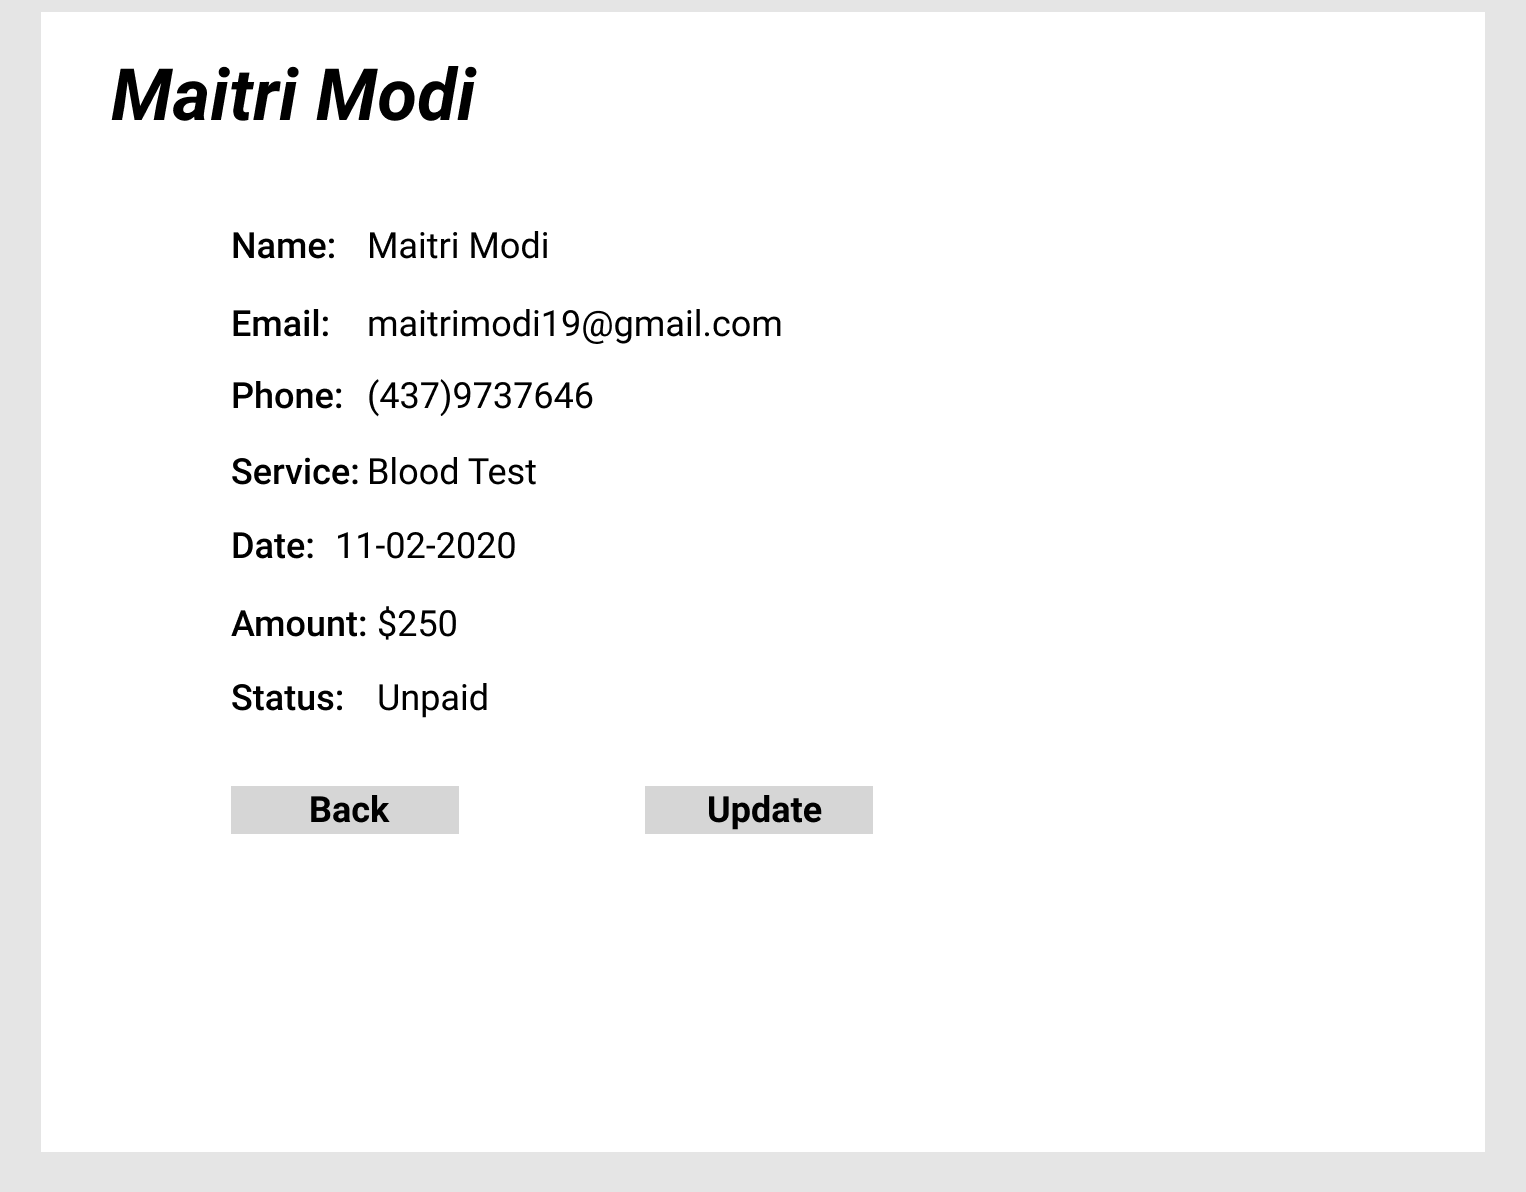 Maitri Modi
Name: Maitri Modi
Email: maitrimodi19@gmail.com
Phone: (437)9737646
Service: Blood Test
Date: 11-02-2020
Amount: $250
Status: Unpaid
Back Update